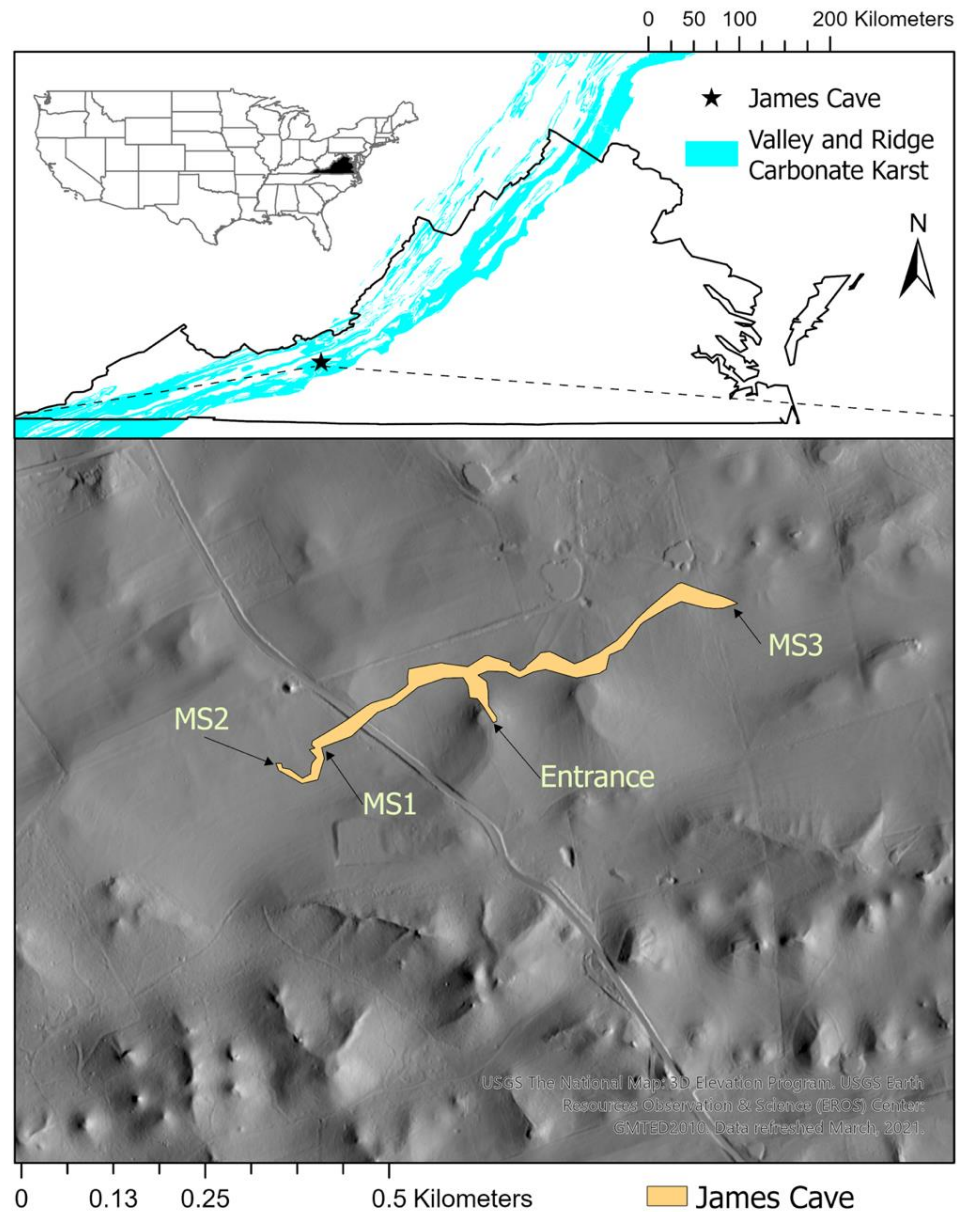 0 50 100 200 Kilometers
James Cave
Valley and Ridge
Carbonate Karst
N
MS3
MS2
Entrance
MS1
USGS The National Map: 3D Elevation Program. USGS Earth
Resources Observation & Science (EROS) Center:
GMTED2010. Data refreshed March, 2021.
0 0.13 0.25 0.5 Kilometers
James Cave